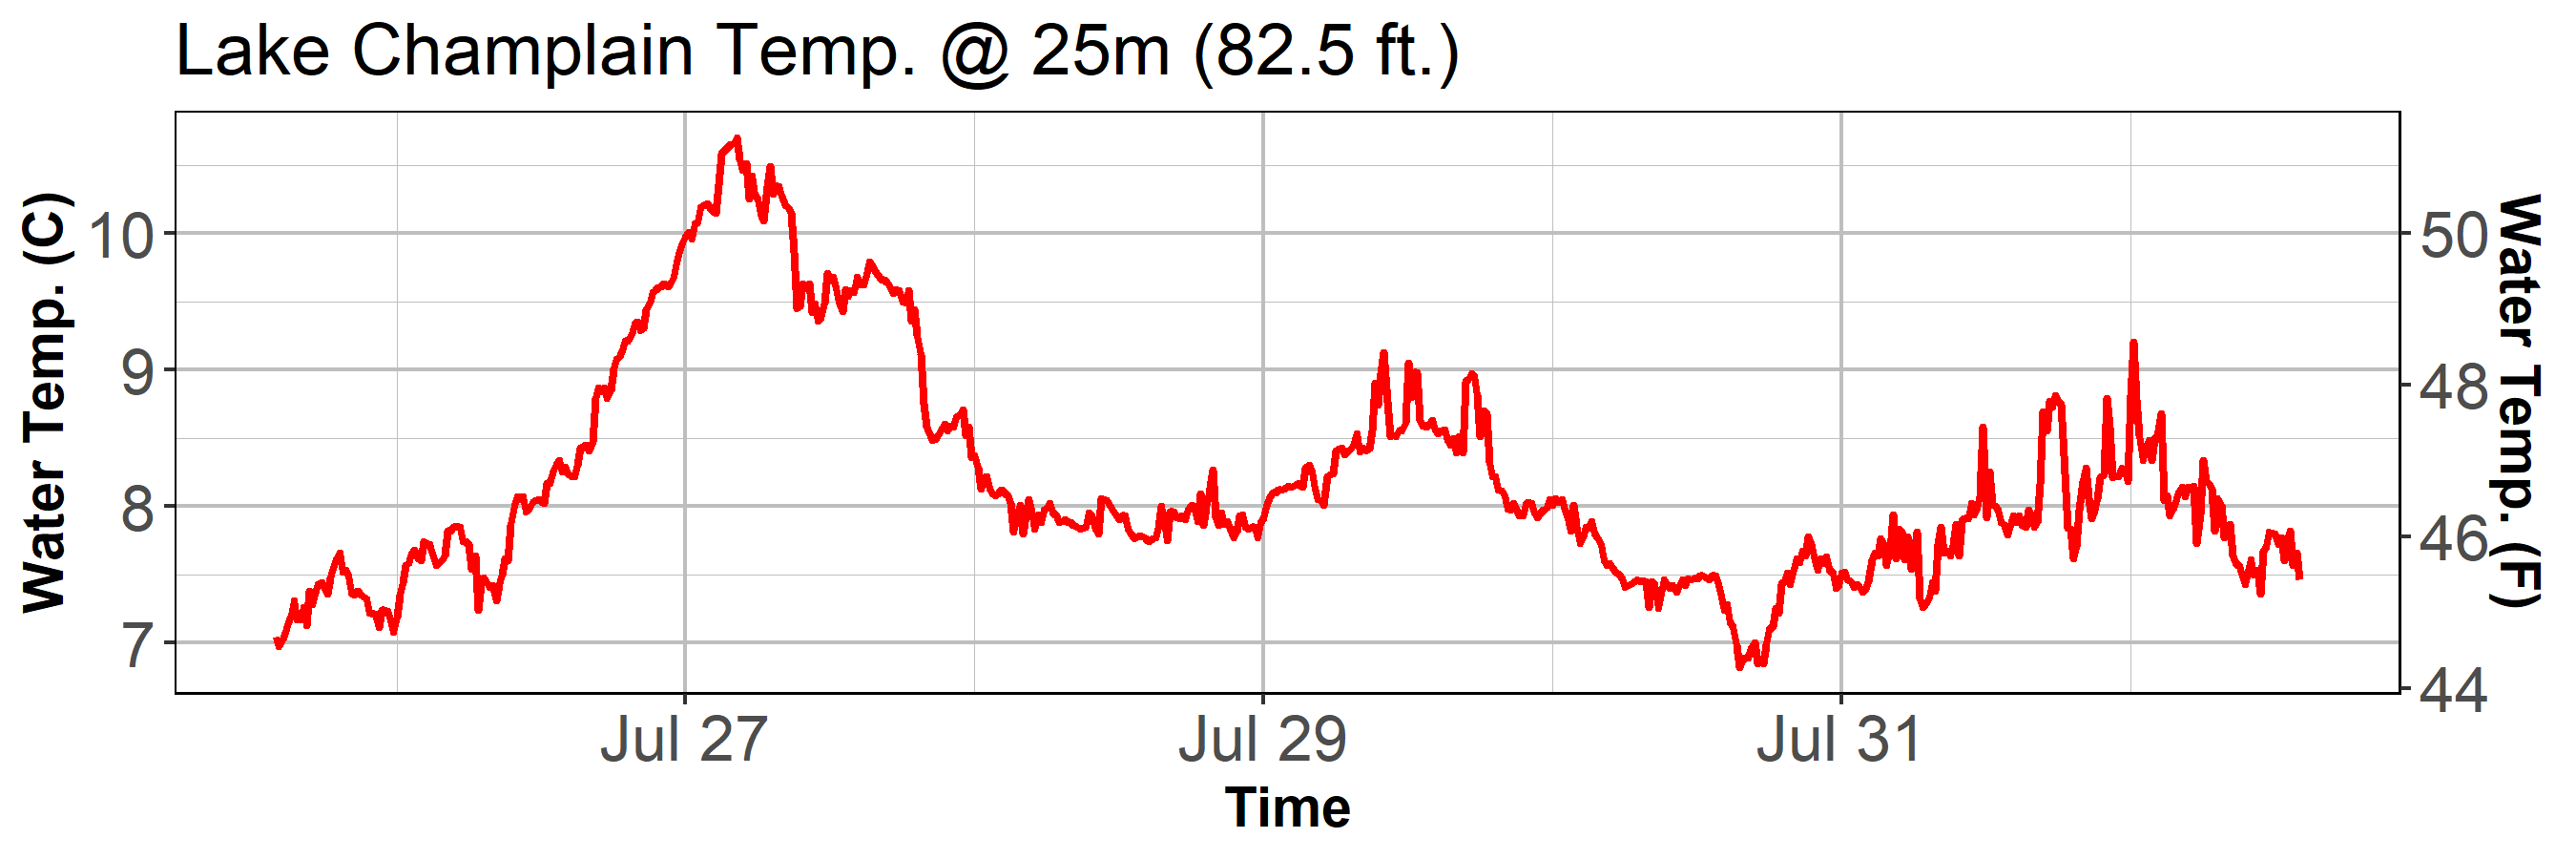 Lake Champlain Temp. @ 25m (82.5 ft.)
Water Temp. (C)
10
9
8
7
50
48
46
44
Water Temp. (F)
Jul 27 Jul 29 Jul 31
Time